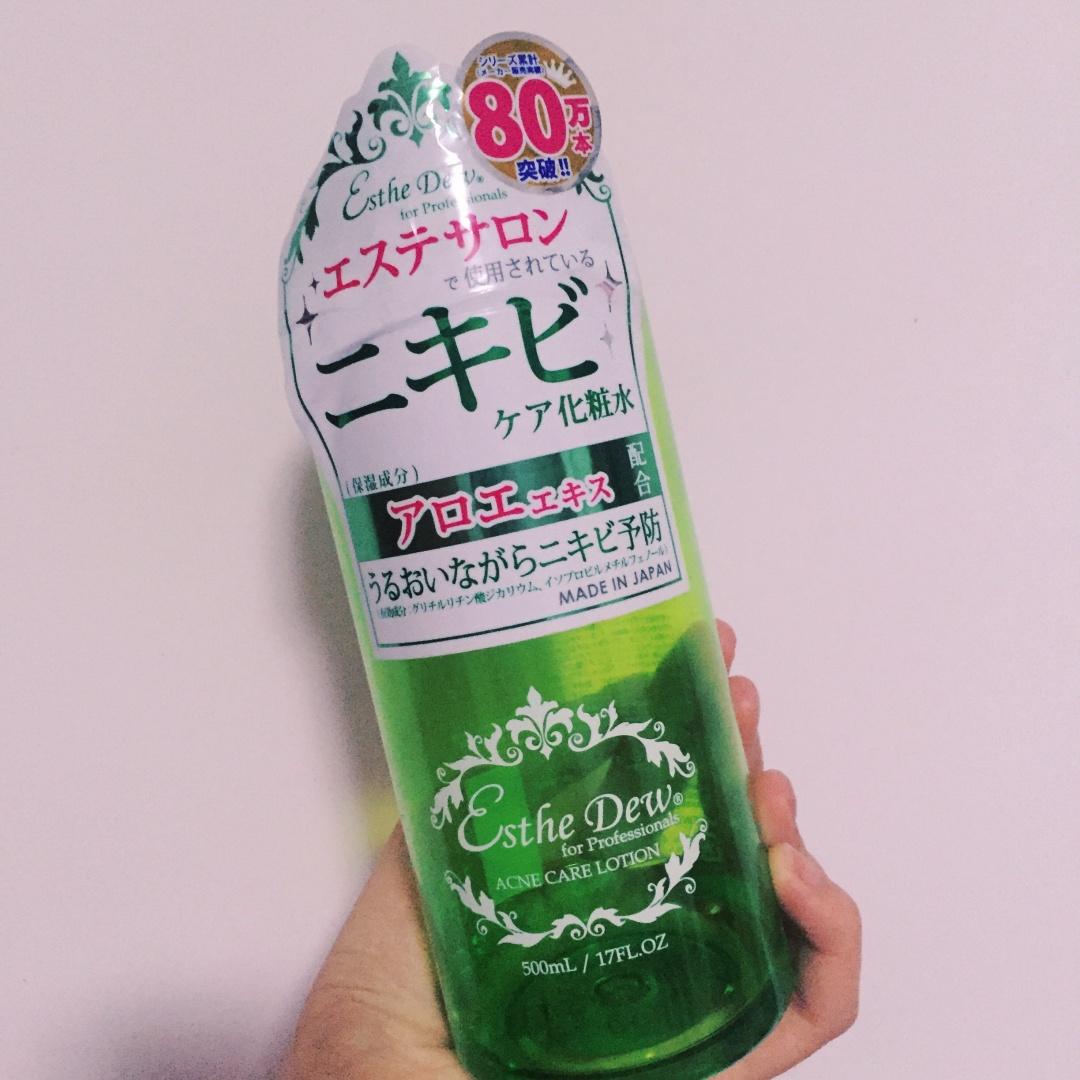 シリーズ累計
(メーカー販売実績)
80万本
突破!!
Esthe Dew®
for Professionals
エステサロン
で使用されている
ニキビ
ケア化粧水
(保湿成分)
アロエエキス
配合
うるおいながらニキビ予防
(有効成分:グリチルリチン酸ジカリウム、イソプロピルメチルフェノール)
MADE IN JAPAN
Esthe Dew®
for Professionals
ACNE CARE LOTION
500mL / 17FL.OZ